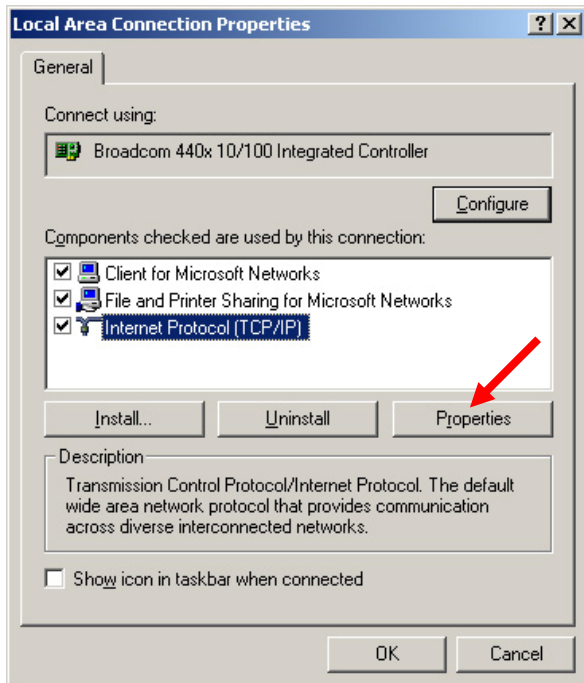 Local Area Connection Properties
General
Connect using:
Broadcom 440x 10/100 Integrated Controller
Configure
Components checked are used by this connection:
Client for Microsoft Networks
File and Printer Sharing for Microsoft Networks
Internet Protocol (TCP/IP)
Install... Uninstall Properties
Description
Transmission Control Protocol/Internet Protocol. The default
wide area network protocol that provides communication
across diverse interconnected networks.
Show icon in taskbar when connected
OK Cancel